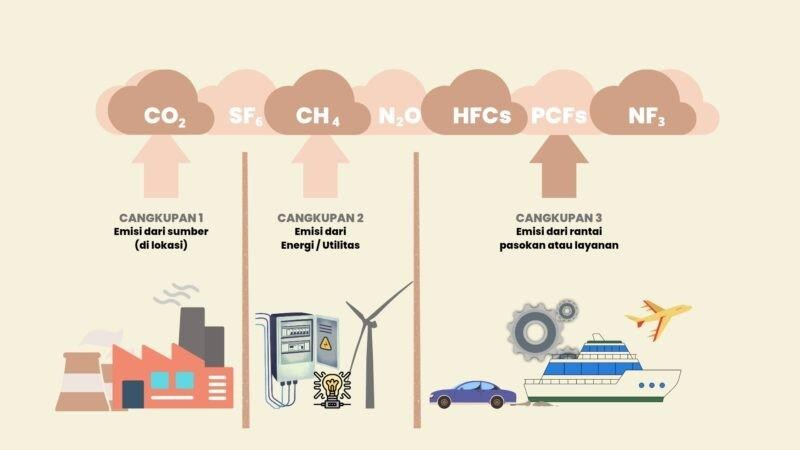 CO₂ SF₆ CH₄ N₂O HFCs PCFs NF₃
CANGKUPAN 1
Emisi dari sumber
(di lokasi)
CANGKUPAN 2
Emisi dari
Energi / Utilitas
CANGKUPAN 3
Emisi dari rantai
pasokan atau layanan